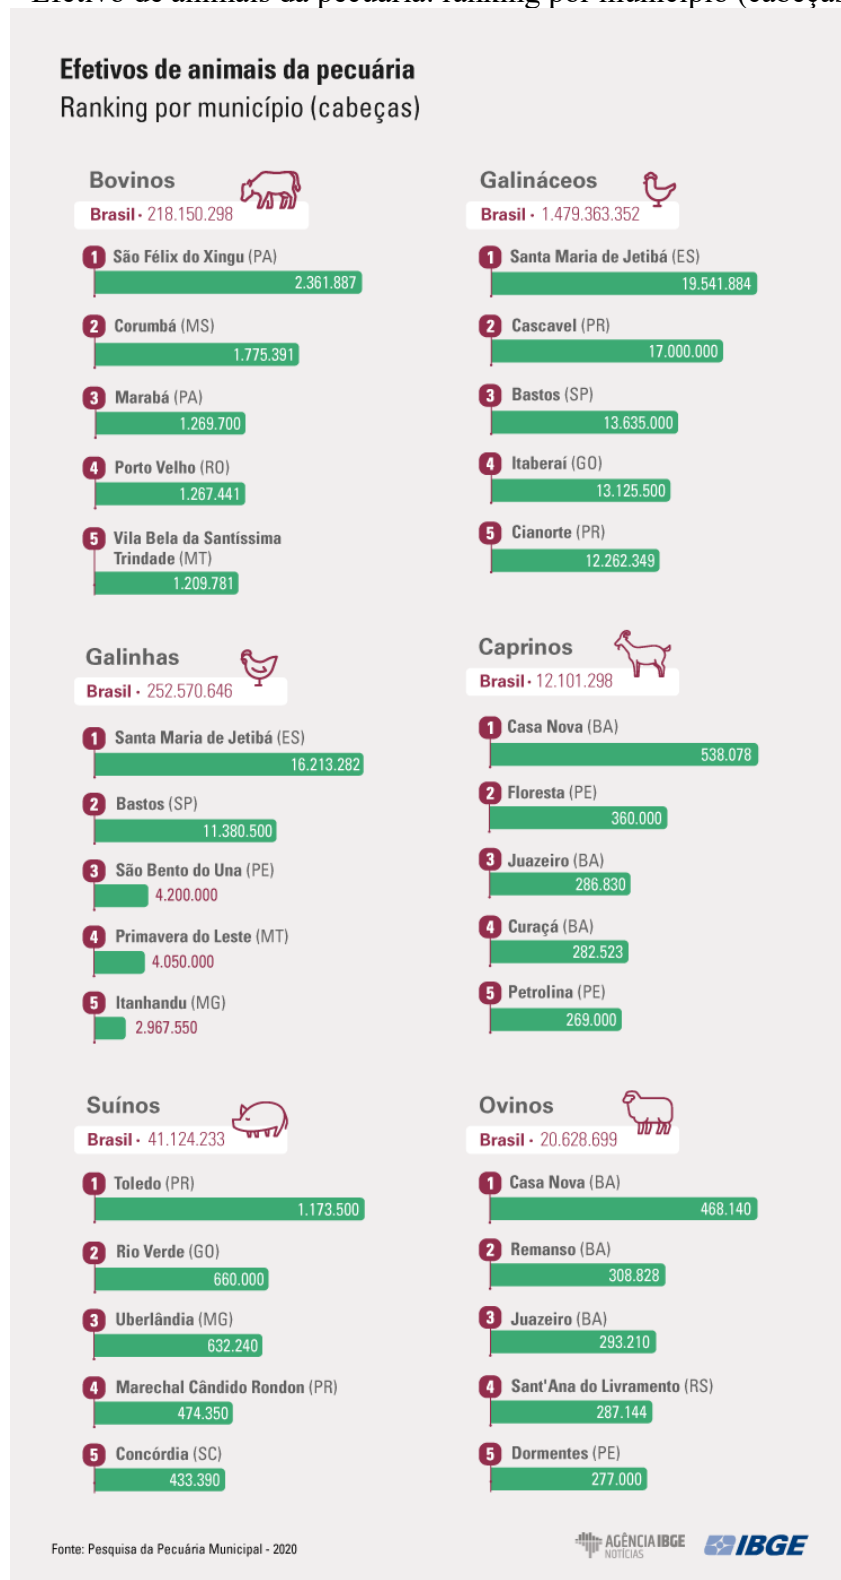 Efetivo de animais da pecuária: ranking por município (cabeças
Efetivos de animais da pecuária
Ranking por município (cabeças)
Bovinos
Brasil • 218.150.298
1 São Félix do Xingu (PA)
2.361.887
2 Corumbá (MS)
1.775.391
3 Marabá (PA)
1.269.700
4 Porto Velho (RO)
1.267.441
5 Vila Bela da Santíssima
Trindade (MT)
1.209.781
Galináceos
Brasil • 1.479.363.352
1 Santa Maria de Jetibá (ES)
19.541.884
2 Cascavel (PR)
17.000.000
3 Bastos (SP)
13.635.000
4 Itaberaí (GO)
13.125.500
5 Cianorte (PR)
12.262.349
Galinhas
Brasil • 252.570.646
1 Santa Maria de Jetibá (ES)
16.213.282
2 Bastos (SP)
11.380.500
3 São Bento do Una (PE)
4.200.000
4 Primavera do Leste (MT)
4.050.000
5 Itanhandu (MG)
2.967.550
Caprinos
Brasil • 12.101.298
1 Casa Nova (BA)
538.078
2 Floresta (PE)
360.000
3 Juazeiro (BA)
286.830
4 Curaçá (BA)
282.523
5 Petrolina (PE)
269.000
Suínos
Brasil • 41.124.233
1 Toledo (PR)
1.173.500
2 Rio Verde (GO)
660.000
3 Uberlândia (MG)
632.240
4 Marechal Cândido Rondon (PR)
474.350
5 Concórdia (SC)
433.390
Ovinos
Brasil • 20.628.699
1 Casa Nova (BA)
468.140
2 Remanso (BA)
308.828
3 Juazeiro (BA)
293.210
4 Sant'Ana do Livramento (RS)
287.144
5 Dormentes (PE)
277.000
Fonte: Pesquisa da Pecuária Municipal - 2020
AGÊNCIA IBGE
NOTÍCIAS
IBGE